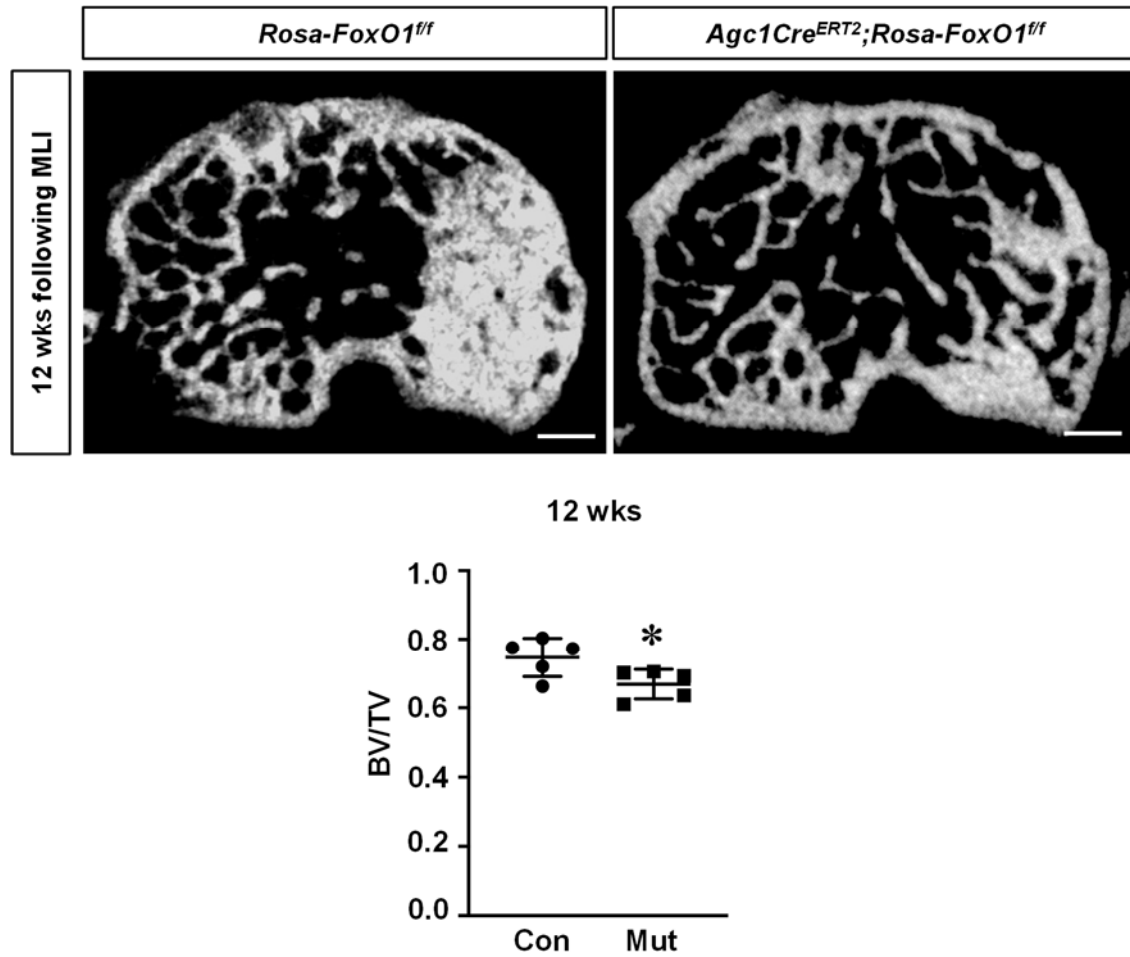 Rosa-FoxO1f/f
Agc1CreERT2;Rosa-FoxO1f/f
12 wks following MLI
12 wks
*
BV/TV
1.0
0.8
0.6
0.4
0.2
0.0
Con
Mut